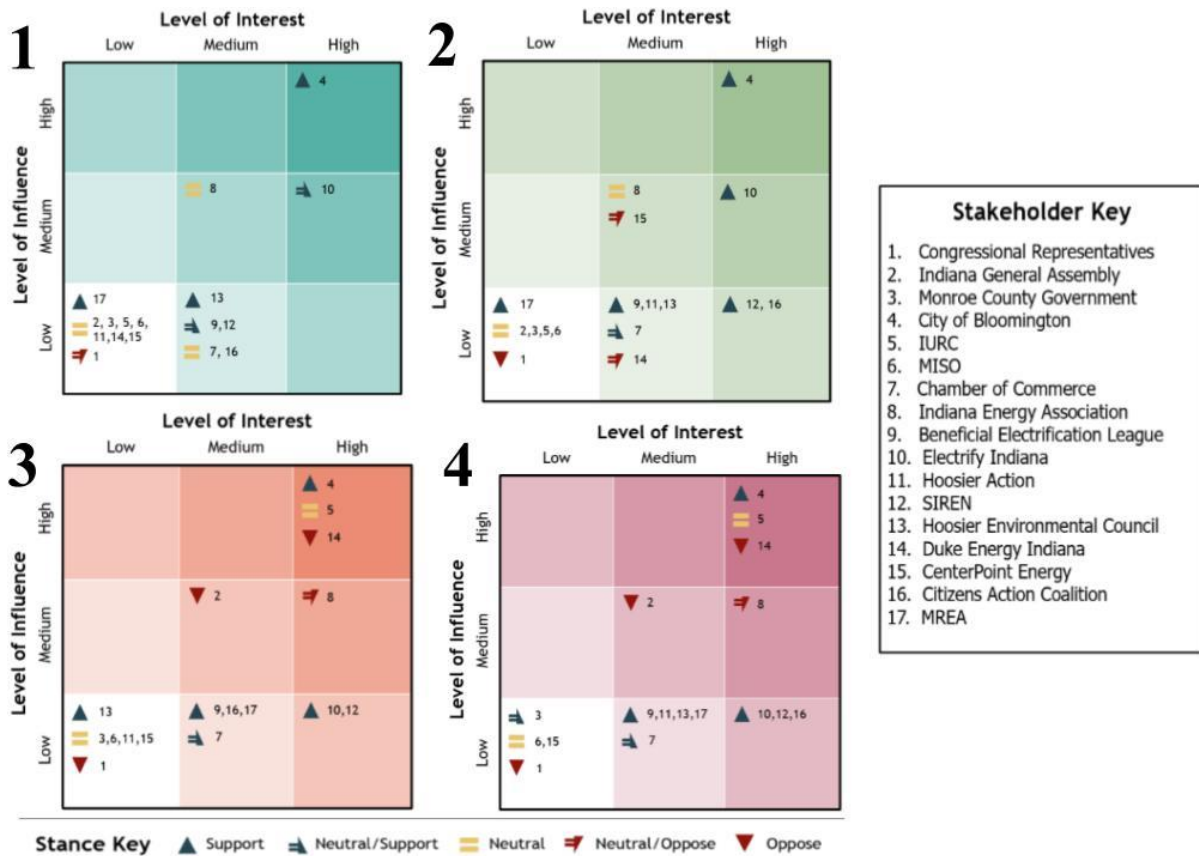 1
Level of Interest
Low Medium High
Level of Influence
High
Medium
Low
4
8
10
17
2, 3, 5, 6,
11,14,15
1
13
9,12
7, 16
2
Level of Interest
Low Medium High
Level of Influence
High
Medium
Low
4
8
15
10
17
2,3,5,6
1
9,11,13
7
14
12, 16
3
Level of Interest
Low Medium High
Level of Influence
High
Medium
Low
4
5
14
2
8
13
3,6,11,15
1
9,16,17
7
10,12
4
Level of Interest
Low Medium High
Level of Influence
High
Medium
Low
4
5
14
2
8
3
6,15
1
9,11,13,17
7
10,12,16
Stakeholder Key
1. Congressional Representatives
2. Indiana General Assembly
3. Monroe County Government
4. City of Bloomington
5. IURC
6. MISO
7. Chamber of Commerce
8. Indiana Energy Association
9. Beneficial Electrification League
10. Electrify Indiana
11. Hoosier Action
12. SIREN
13. Hoosier Environmental Council
14. Duke Energy Indiana
15. CenterPoint Energy
16. Citizens Action Coalition
17. MREA
Stance Key Support Neutral/Support Neutral Neutral/Oppose Oppose